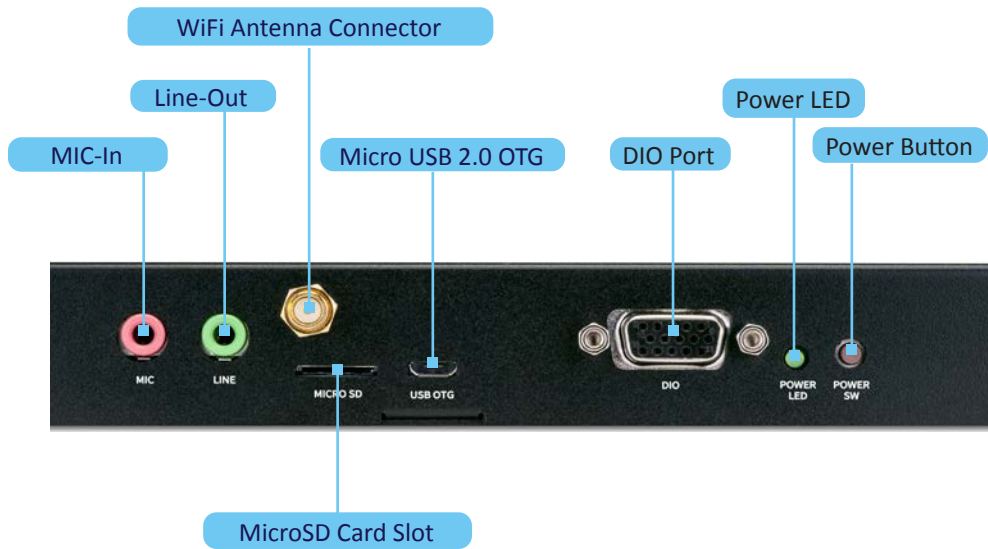 WiFi Antenna Connector
Line-Out
Power LED
MIC-In
Micro USB 2.0 OTG
DIO Port
Power Button
MIC
LINE
MICRO SD
USB OTG
DIO
POWER
LED
POWER
SW
MicroSD Card Slot